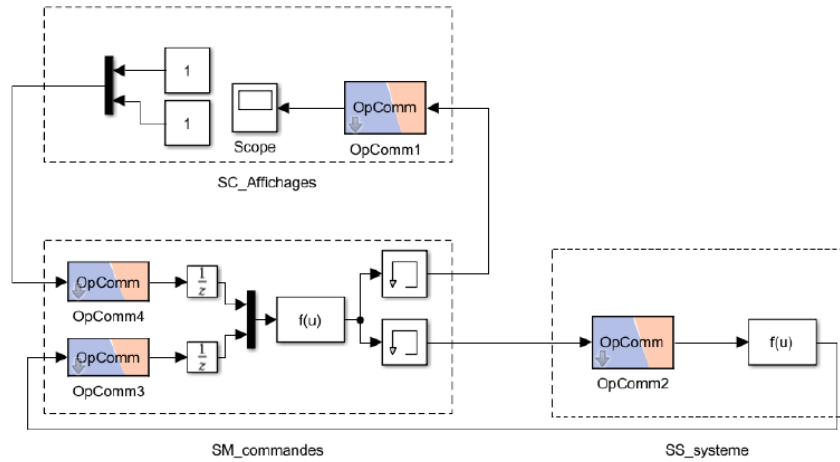 1
1
OpComm
Scope
OpComm1
SC_Affichages
OpComm
1
z
OpComm4
f(u)
OpComm
1
z
OpComm3
OpComm
f(u)
OpComm2
SM_commandes
SS_systeme